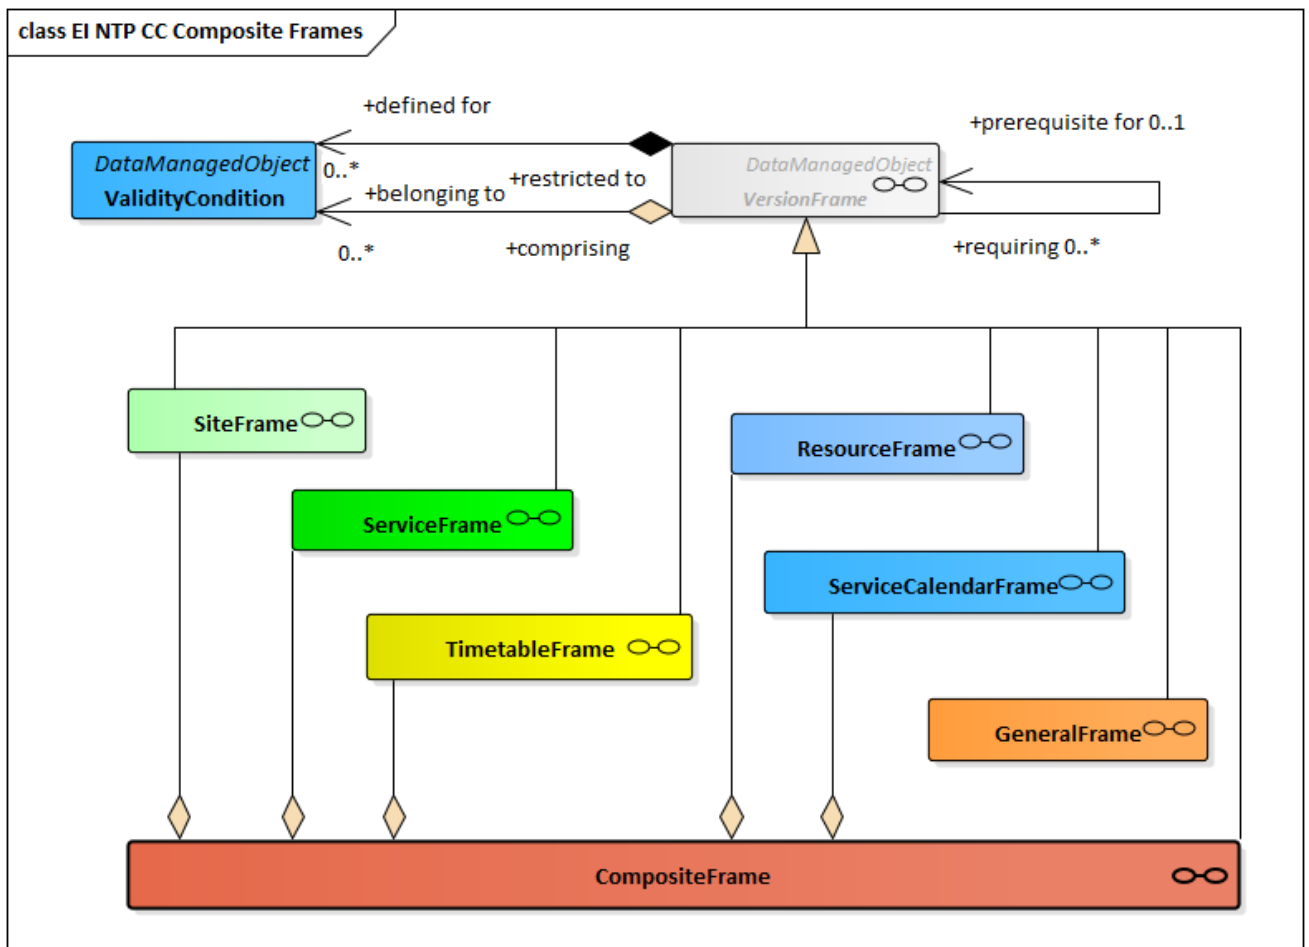 class EI NTP CC Composite Frames
+defined for
+prerequisite for 0..1
DataManagedObject
ValidityCondition
0..*
+restricted to
DataManagedObject
VersionFrame
+belonging to
0..*
+comprising
+requiring 0..*
SiteFrame
ResourceFrame
ServiceFrame
ServiceCalendarFrame
TimetableFrame
GeneralFrame
CompositeFrame